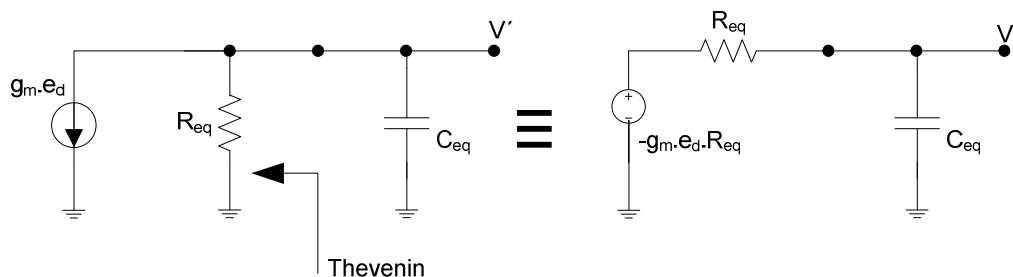 V´
gm.ed
Req
Ceq
Thevenin
Req
V
+
-
-gm.ed.Req
Ceq